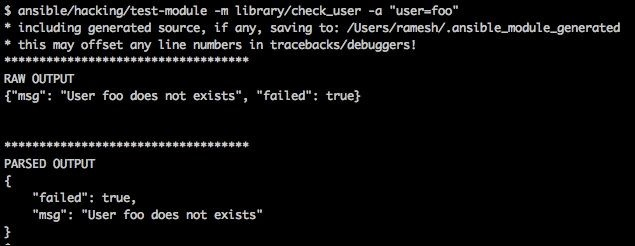 $ ansible/hacking/test-module -m library/check_user -a "user=foo"
* including generated source, if any, saving to: /Users/ramesh/.ansible_module_generated
* this may offset any line numbers in tracebacks/debuggers!
***********************************
RAW OUTPUT
{"msg": "User foo does not exists", "failed": true}
***********************************
PARSED OUTPUT
{
    "failed": true,
    "msg": "User foo does not exists"
}